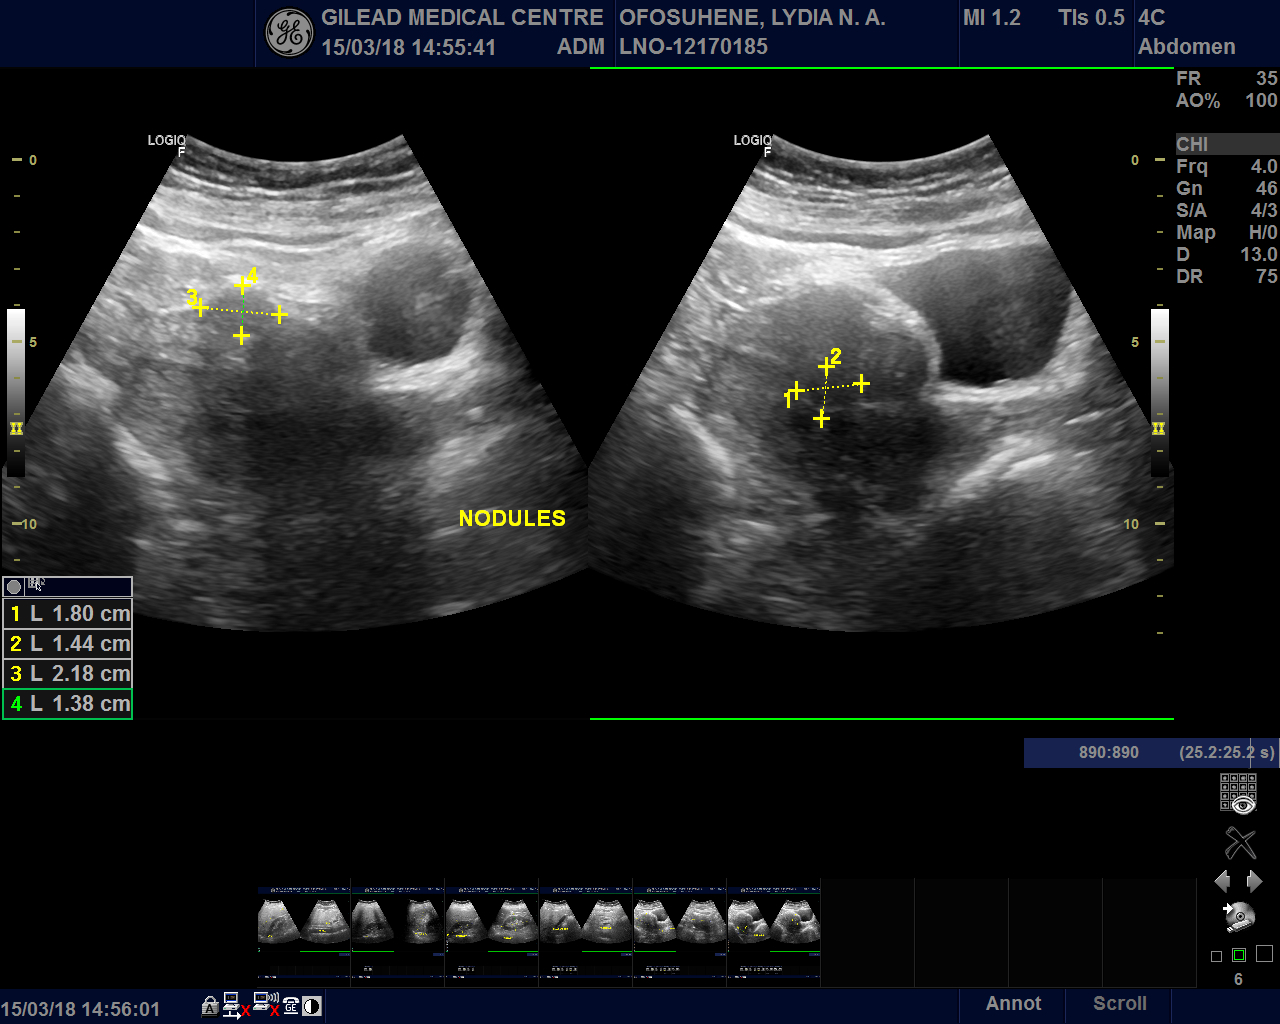 GILEAD MEDICAL CENTRE
15/03/18 14:55:41 ADM
OFOSUHENE, LYDIA N. A.
LNO-12170185
MI 1.2 TIs 0.5
4C
Abdomen
FR 35
AO% 100
CHI
Frq 4.0
Gn 46
S/A 4/3
Map H/0
D 13.0
DR 75
LOGIQ
F
LOGIQ
F
0
5
10
0
5
10
3
4
1
2
NODULES
1 L 1.80 cm
2 L 1.44 cm
3 L 2.18 cm
4 L 1.38 cm
890:890 (25.2:25.2 s)
6
15/03/18 14:56:01
A
GE
Annot
Scroll